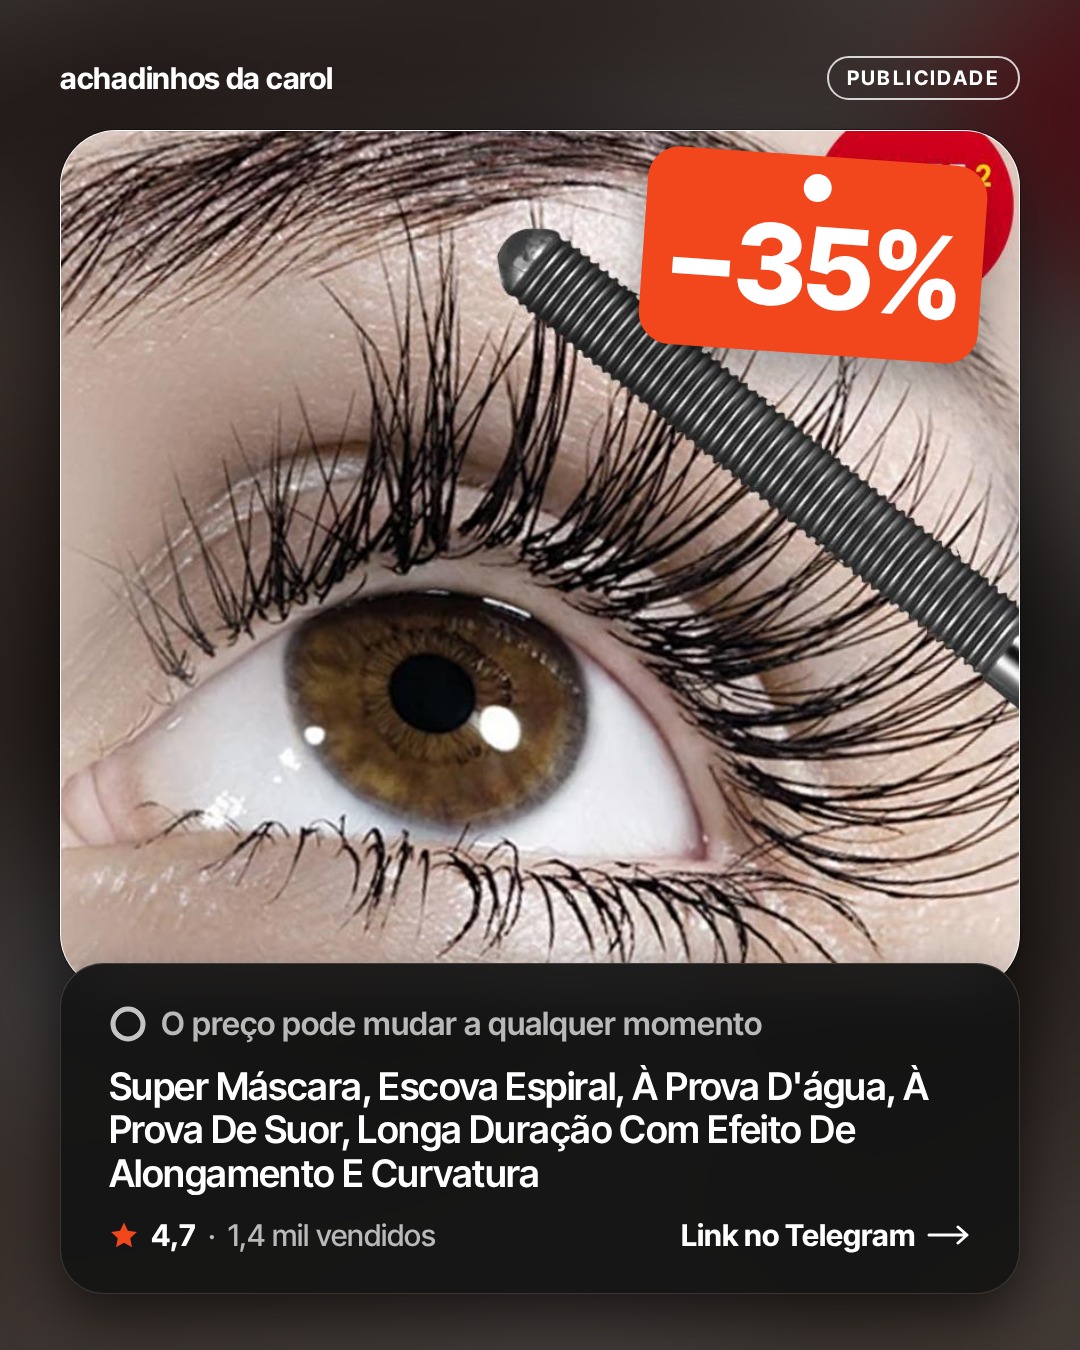 achadinhos da carol
PUBLICIDADE
2
-35%
O preço pode mudar a qualquer momento
Super Máscara, Escova Espiral, À Prova D'água, À
Prova De Suor, Longa Duração Com Efeito De
Alongamento E Curvatura
4,7 · 1,4 mil vendidos
Link no Telegram →